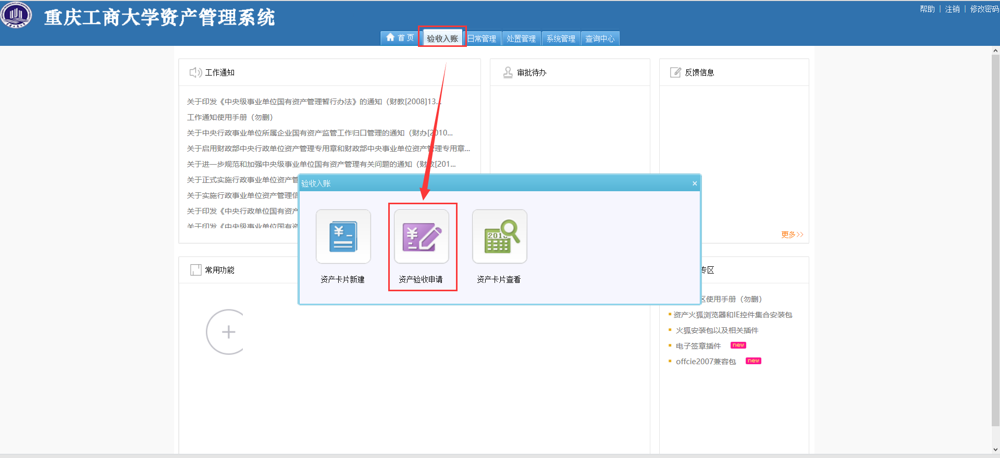 重庆工商大学资产管理系统
帮助 | 注销 | 修改密码
首页 验收入账 日常管理 处置管理 系统管理 查询中心
工作通知
关于印发《中央级事业单位国有资产管理暂行办法》的通知（财教[2008]13...
工作通知使用手册（勿删）
关于中央行政事业单位所属企业国有资产监管工作归口管理的通知（财办[2010...
关于启用财政部中央行政单位资产管理专用章和财政部中央事业单位资产管理专用章...
关于进一步规范和加强中央级事业单位国有资产管理有关问题的通知（财教[201...
关于正式实施行政事业单位资产管
关于实施行政事业单位资产管理信
关于印发《中央行政单位国有资产
关于印发《中央级事业单位国有资
审批待办
反馈信息
更多>>
验收入账
×
资产卡片新建
资产验收申请
2010
资产卡片查看
常用功能
专区
区使用手册（勿删）
资产火狐浏览器和IE控件集合安装包
火狐安装包以及相关插件
电子签章插件 new
offcie2007兼容包 new